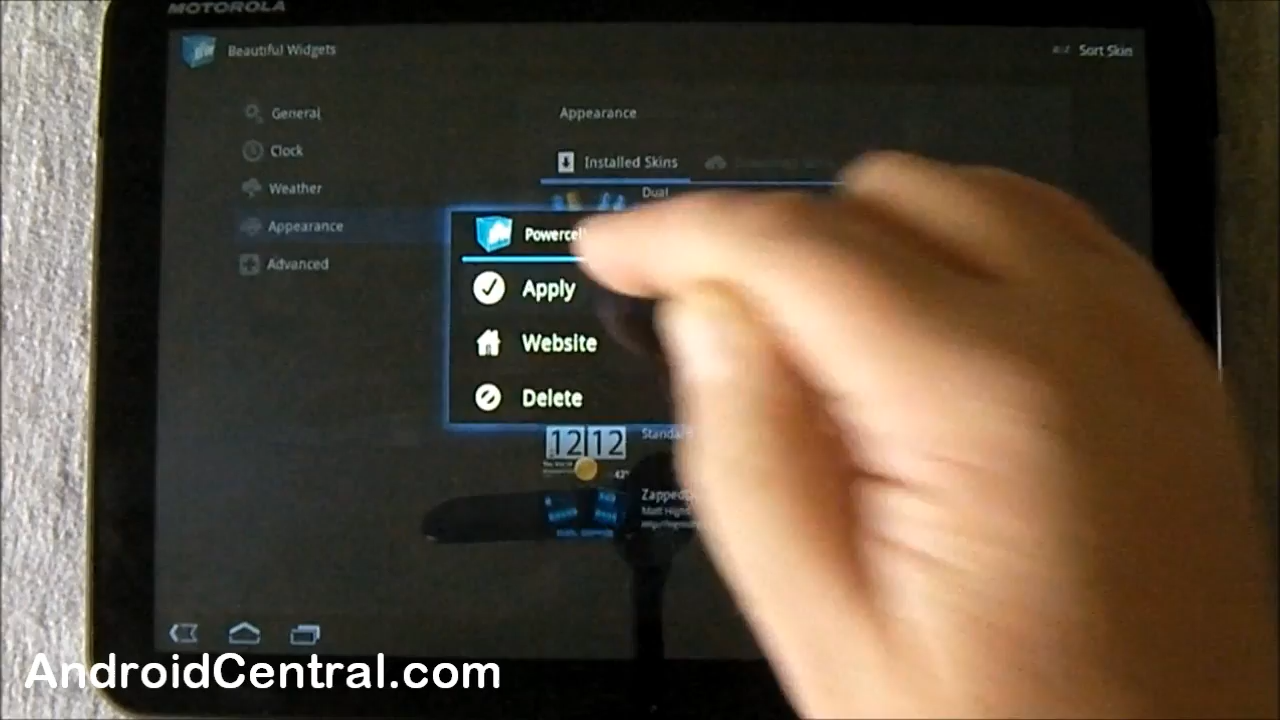 MOTOROLA
Beautiful Widgets
Sort Skin
General
Appearance
Clock
Installed Skins
Weather
Dual
Appearance
Advanced
Apply
Website
Delete
12 12
Standard
42°
AndroidCentral.com